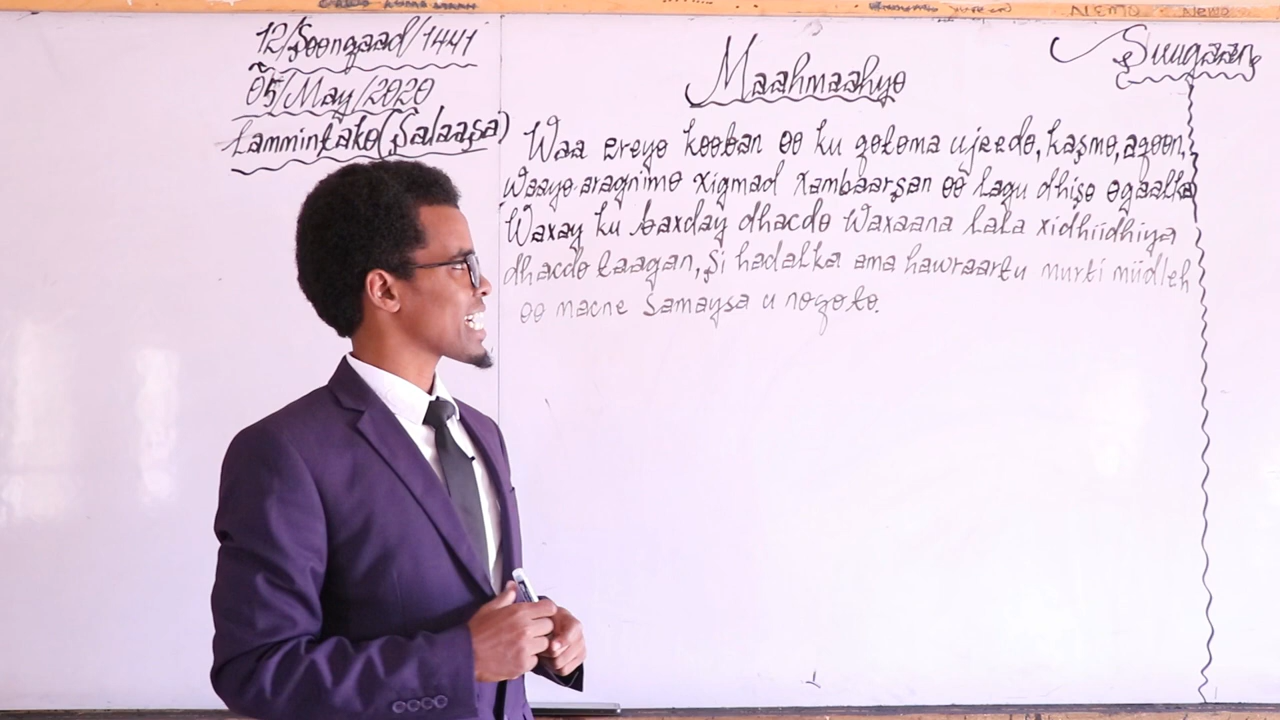 12/Soongaad/1441
05/May/2020
Lammintako(Salaasa)
Suugaan
Maahmaahyo
Waa ereyo kooban oo ku qotoma ujeedo, kasmo, aqoon,
waayo aragnimo xigmad xambaarsan oo lagu dhiso ogaalka
Waxay ku baxday dhacdo Waxaana lala xidhiidhiya
dhacdo taagan, Si hadalka ama hawraartu murti miidleh
oo macne Samaysa u noqoto.